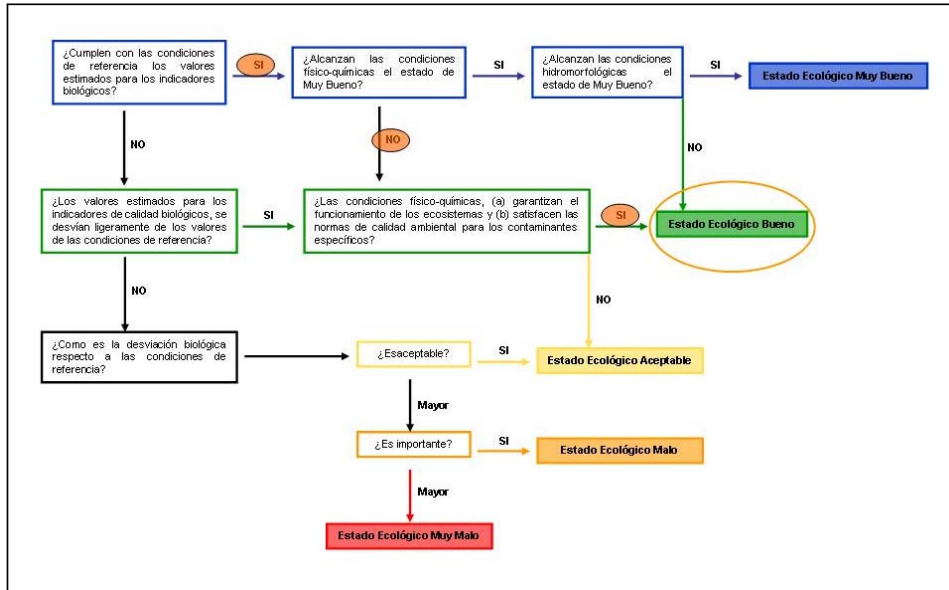 ¿Cumplen con las condiciones
de referencia los valores
estimados para los indicadores
biológicos?
SI
¿Alcanzan las condiciones
físico-químicas el estado de
Muy Bueno?
SI
¿Alcanzan las condiciones
hidromorfológicas el
estado de Muy Bueno?
SI
Estado Ecológico Muy Bueno
NO
NO
NO
¿Los valores estimados para los
indicadores de calidad biológicos, se
desvían ligeramente de los valores
de las condiciones de referencia?
SI
¿Las condiciones físico-químicas, (a) garantizan el
funcionamiento de los ecosistemas y (b) satisfacen las
normas de calidad ambiental para los contaminantes
específicos?
SI
Estado Ecológico Bueno
NO
NO
¿Como es la desviación biológica
respecto a las condiciones de
referencia?
¿Esaceptable?
SI
Estado Ecológico Aceptable
Mayor
¿Es importante?
SI
Estado Ecológico Malo
Mayor
Estado Ecológico Muy Malo